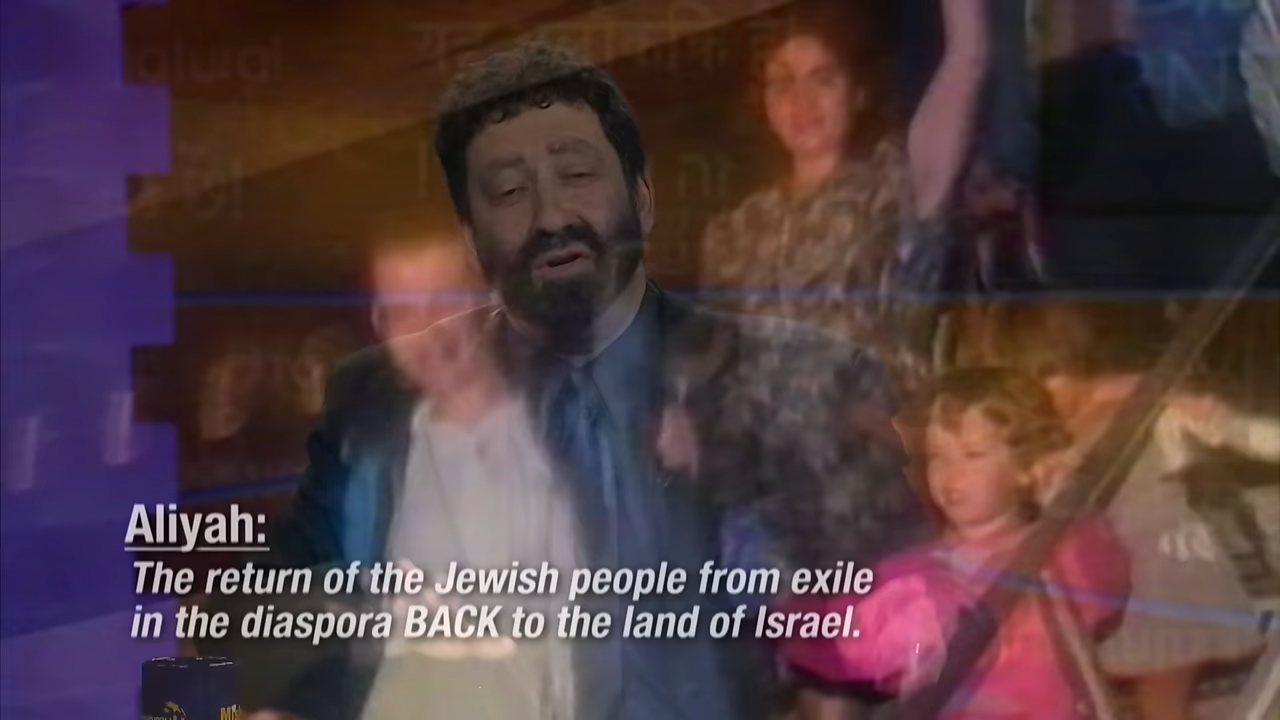 Aliyah:
The return of the Jewish people from exile
in the diaspora BACK to the land of Israel.